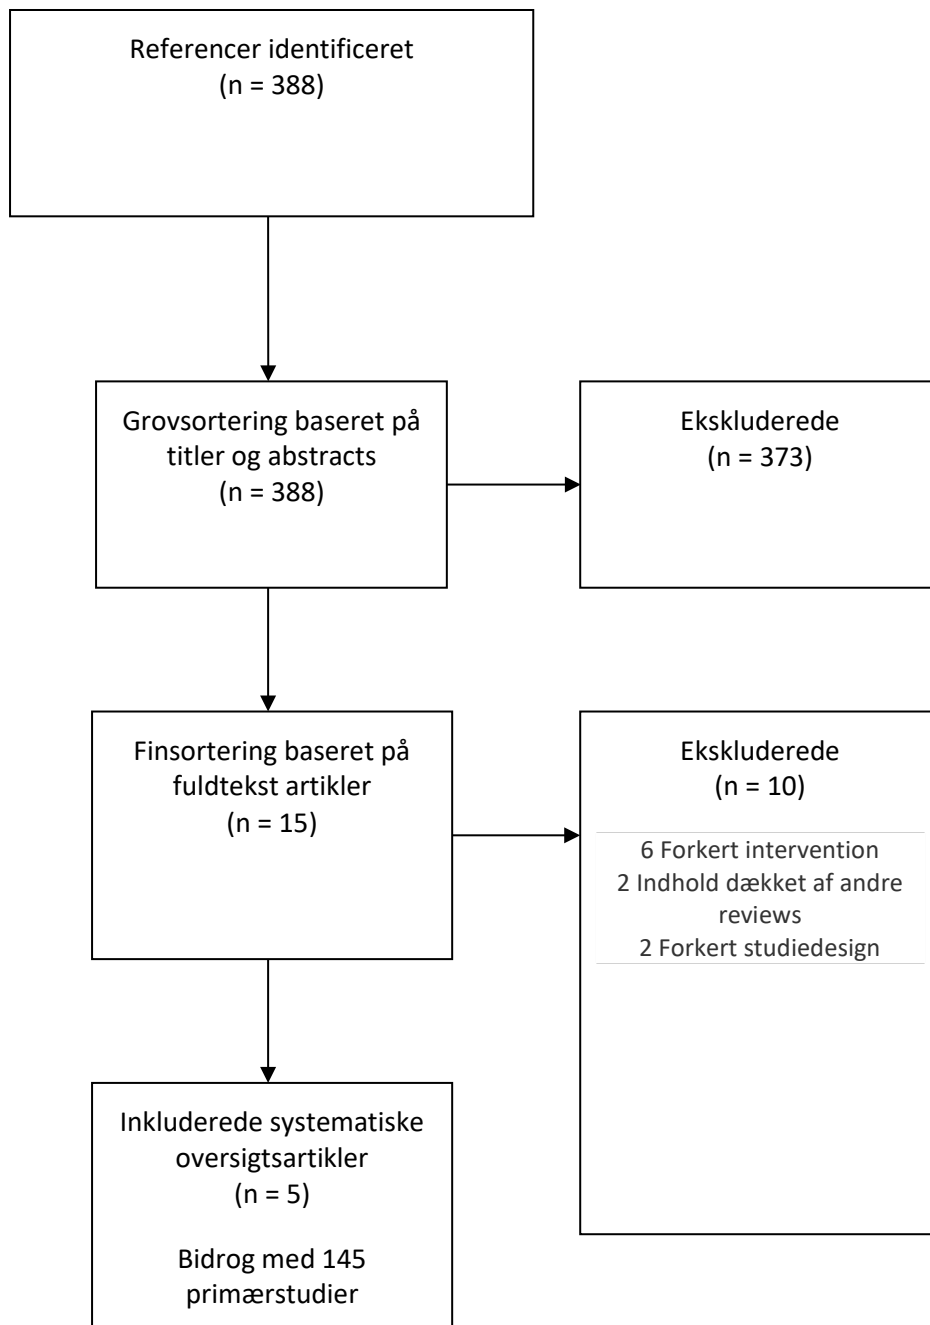 Referencer identificeret
(n = 388)
Grovsortering baseret på
titler og abstracts
(n = 388)
Ekskluderede
(n = 373)
Finsortering baseret på
fuldtekst artikler
(n = 15)
Ekskluderede
(n = 10)
6 Forkert intervention
2 Indhold dækket af andre
reviews
2 Forkert studiedesign
Inkluderede systematiske
oversigtsartikler
(n = 5)
Bidrog med 145
primærstudier